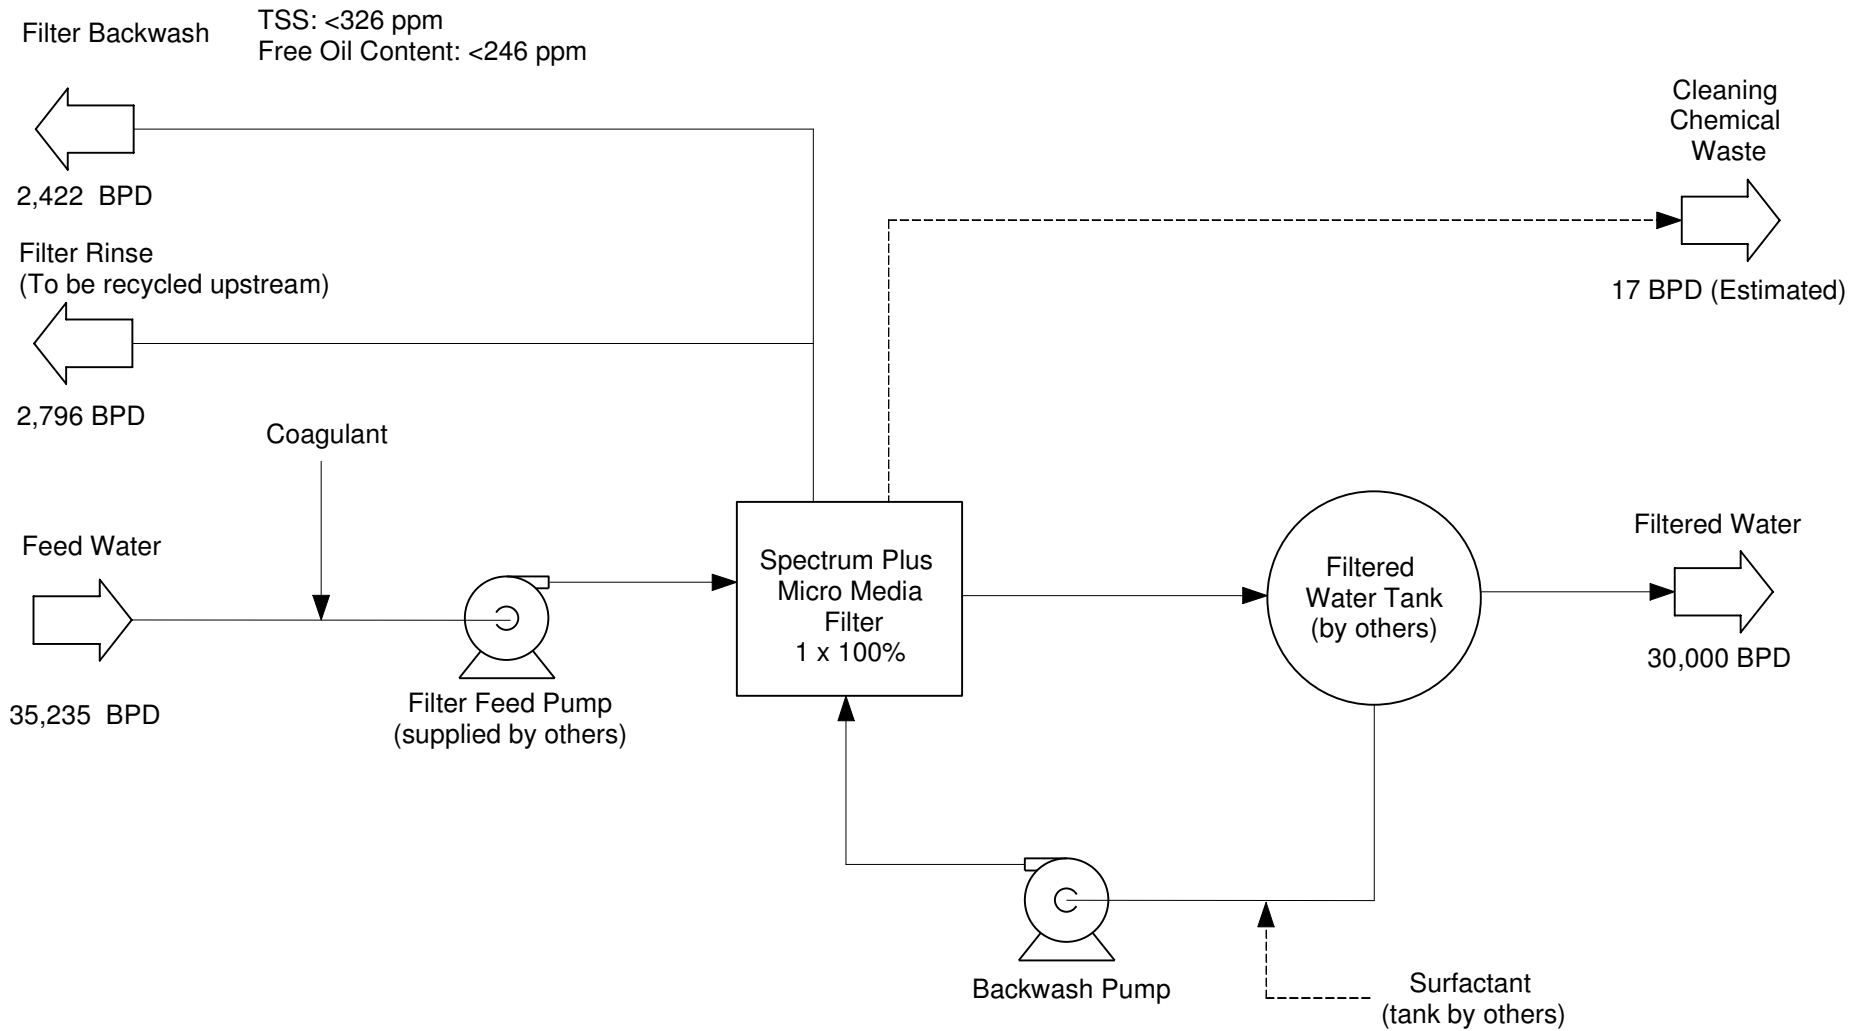 Filter Backwash
TSS: <326 ppm
Free Oil Content: <246 ppm
2,422  BPD
Filter Rinse
(To be recycled upstream)
2,796 BPD
Cleaning
Chemical
Waste
17 BPD (Estimated)
Coagulant
Feed Water
35,235  BPD
Filter Feed Pump
(supplied by others)
Spectrum Plus
Micro Media
Filter
1 x 100%
Filtered
Water Tank
(by others)
Filtered Water
30,000 BPD
Backwash Pump
Surfactant
(tank by others)